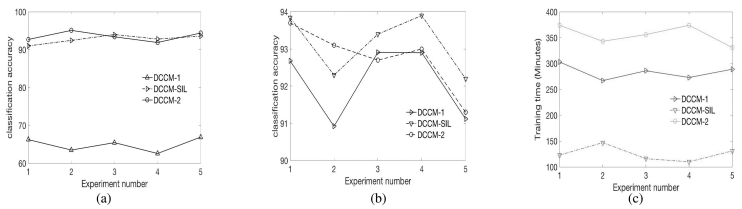 100
90
80
70
60
1 2 3 4 5
classification accuracy
Experiment number
DCCM-1
DCCM-SIL
DCCM-2
(a)
94
93
92
91
90
1 2 3 4 5
classification accuracy
Experiment number
DCCM-1
DCCM-SIL
DCCM-2
(b)
400
350
300
250
200
150
100
1 2 3 4 5
Training time (Minutes)
Experiment number
DCCM-1
DCCM-SIL
DCCM-2
(c)